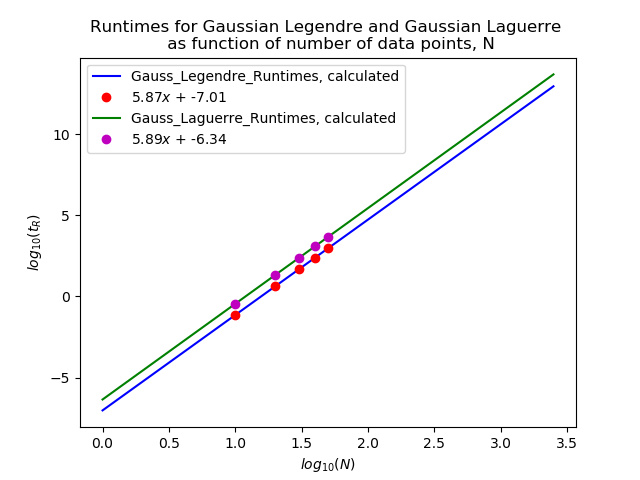 Runtimes for Gaussian Legendre and Gaussian Laguerre
as function of number of data points, N
Gauss_Legendre_Runtimes, calculated
5.87x + -7.01
Gauss_Laguerre_Runtimes, calculated
5.89x + -6.34
10
5
0
−5
log10(tR)
0.0 0.5 1.0 1.5 2.0 2.5 3.0 3.5
log10(N)